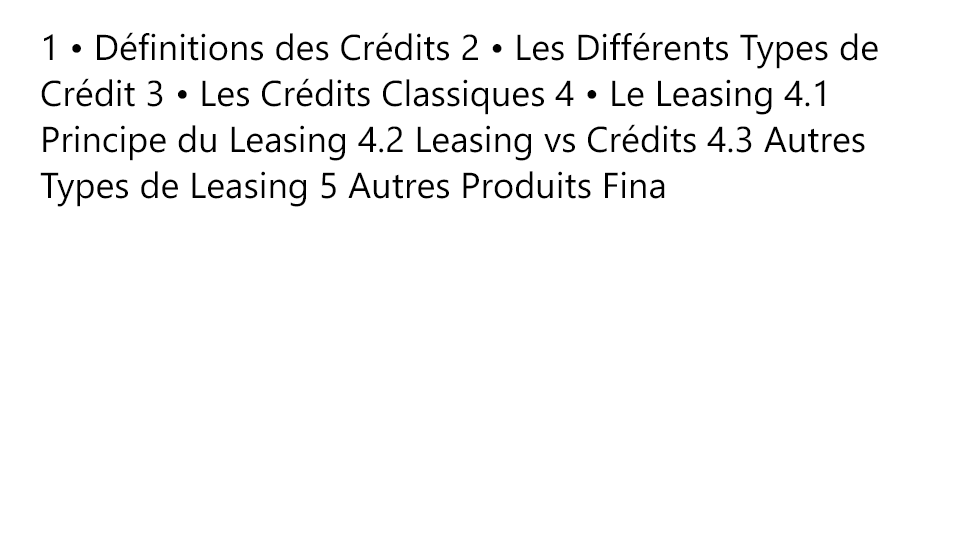 1 • Définitions des Crédits 2 • Les Différents Types de
Crédit 3 • Les Crédits Classiques 4 • Le Leasing 4.1
Principe du Leasing 4.2 Leasing vs Crédits 4.3 Autres
Types de Leasing 5 Autres Produits Fina